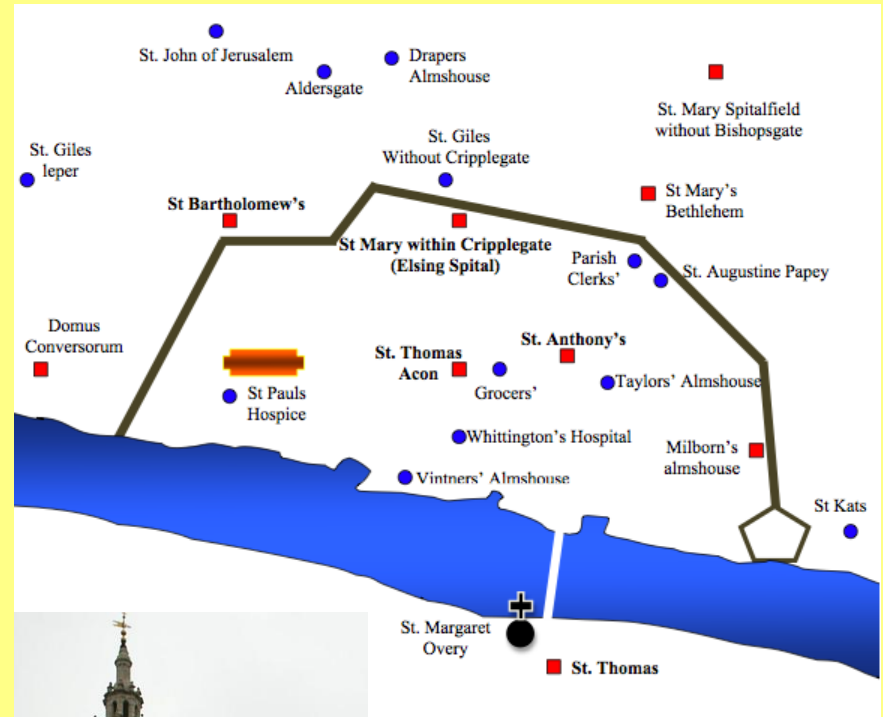 St. John of Jerusalem
Aldersgate
Drapers
Almshouse
St. Mary Spitalfield
without Bishopsgate
St. Giles
leper
St. Giles
Without Cripplegate
St Bartholomew's
St Mary's
Bethlehem
St Mary within Cripplegate
(Elsing Spital)
Parish
Clerks'
St. Augustine Papey
Domus
Conversorum
St. Thomas
Acon
St. Anthony's
Grocers'
Taylors' Almshouse
St Pauls
Hospice
Whittington's Hospital
Milborn's
almshouse
Vintners' Almshouse
St Kats
St. Margaret
Overy
St. Thomas